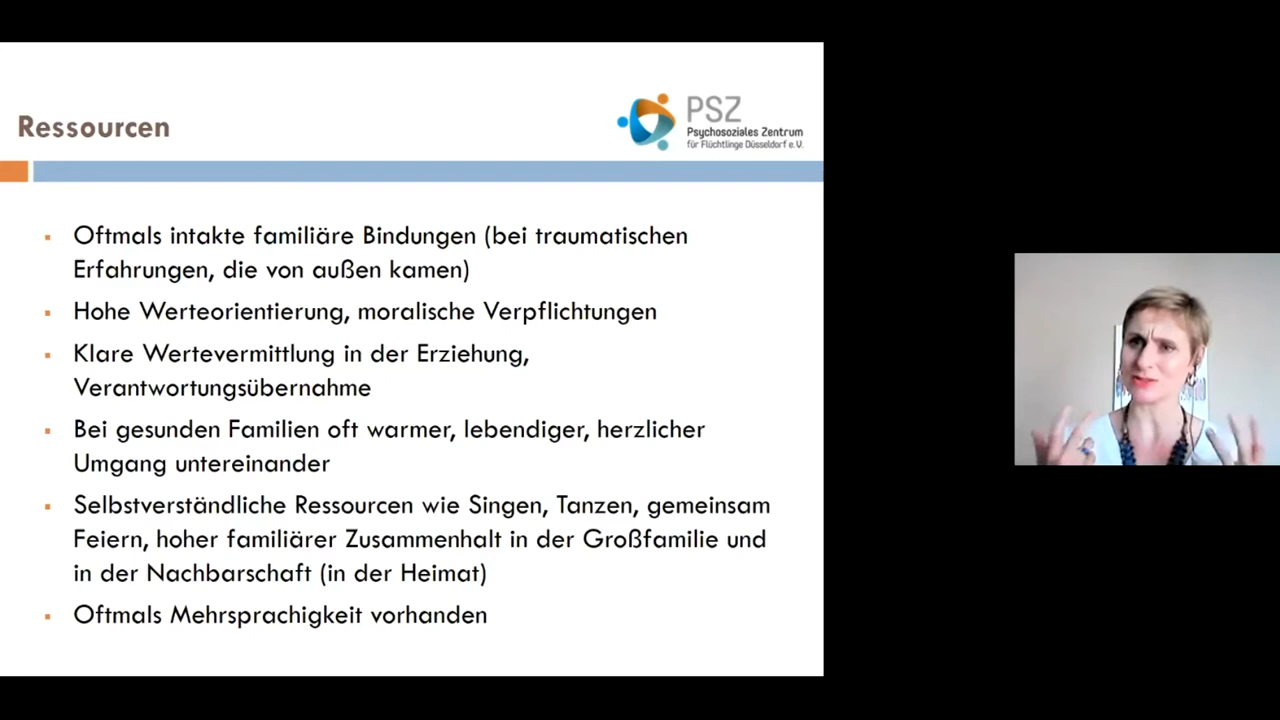 Ressourcen
PSZ
Psychosoziales Zentrum
für Flüchtlinge Düsseldorf e.V.
▪ Oftmals intakte familiäre Bindungen (bei traumatischen
Erfahrungen, die von außen kamen)
▪ Hohe Werteorientierung, moralische Verpflichtungen
▪ Klare Wertevermittlung in der Erziehung,
Verantwortungsübernahme
▪ Bei gesunden Familien oft warmer, lebendiger, herzlicher
Umgang untereinander
▪ Selbstverständliche Ressourcen wie Singen, Tanzen, gemeinsam
Feiern, hoher familiärer Zusammenhalt in der Großfamilie und
in der Nachbarschaft (in der Heimat)
▪ Oftmals Mehrsprachigkeit vorhanden